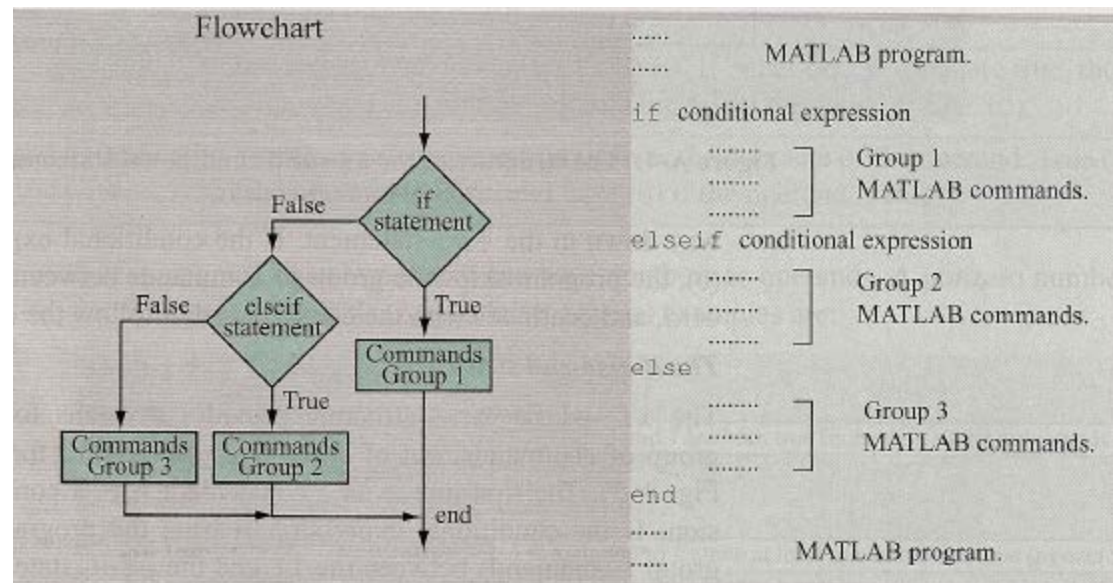 Flowchart
if
statement
False
True
elseif
statement
False
True
Commands
Group 1
Commands
Group 3
Commands
Group 2
end
MATLAB program.
if conditional expression
Group 1
MATLAB commands.
elseif conditional expression
Group 2
MATLAB commands.
else
Group 3
MATLAB commands.
end
MATLAB program.